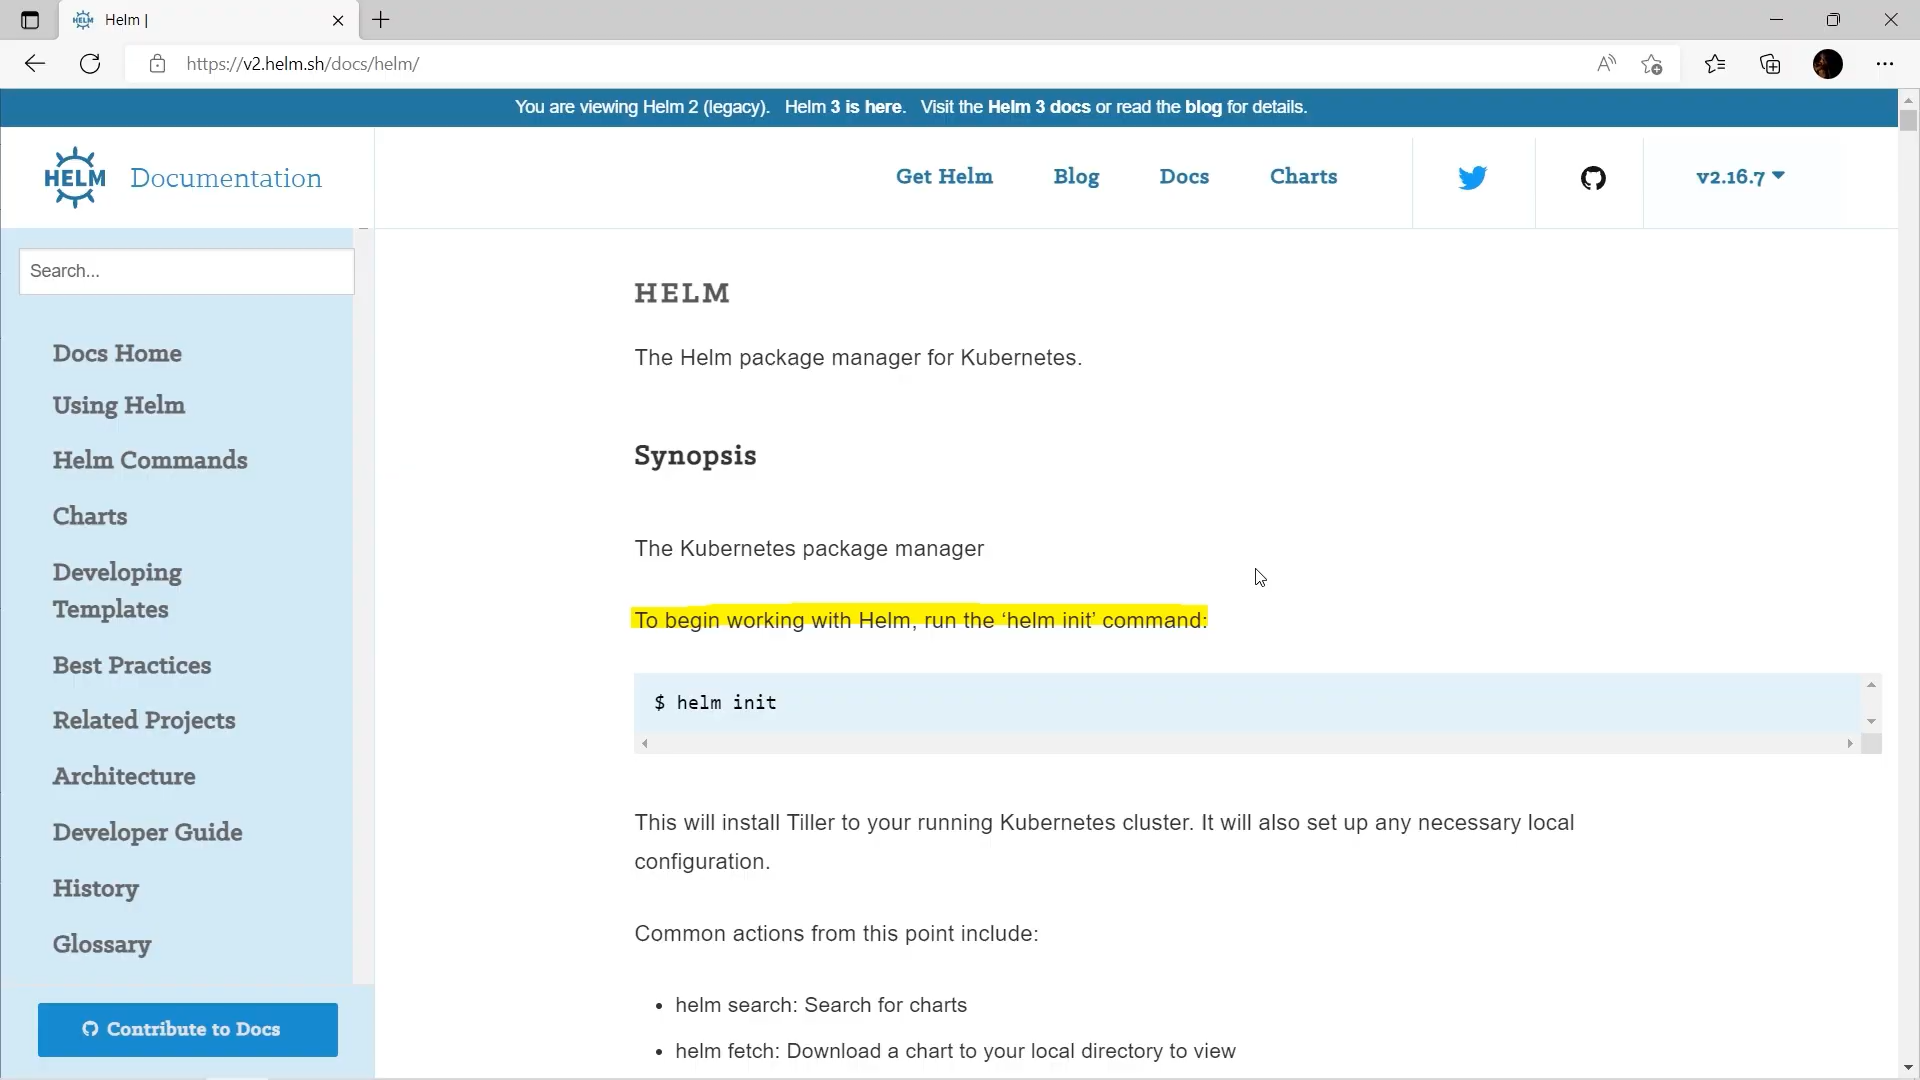 Helm |
https://v2.helm.sh/docs/helm/
You are viewing Helm 2 (legacy). Helm 3 is here. Visit the Helm 3 docs or read the blog for details.
HELM Documentation
Get Helm Blog Docs Charts v2.16.7
Search...
Docs Home
Using Helm
Helm Commands
Charts
Developing
Templates
Best Practices
Related Projects
Architecture
Developer Guide
History
Glossary
Contribute to Docs
HELM
The Helm package manager for Kubernetes.
Synopsis
The Kubernetes package manager
To begin working with Helm, run the ‘helm init’ command:
$ helm init
This will install Tiller to your running Kubernetes cluster. It will also set up any necessary local
configuration.
Common actions from this point include:
• helm search: Search for charts
• helm fetch: Download a chart to your local directory to view